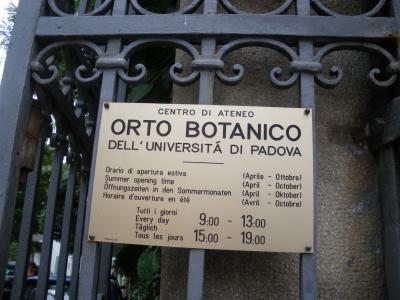 CENTRO DI ATENEO
ORTO BOTANICO
DELL'UNIVERSITÁ DI PADOVA
Orario di apertura estiva (Aprile - Ottobre)
Summer opening time (April - October)
Öffnungszeiten in den Sommermonaten (April - Oktober)
Horaire d'ouverture en été (Avril - Octobre)
Tutti i giorni
Every day 9:00 - 13:00
Täglich
Tous les jours 15:00 - 19:00